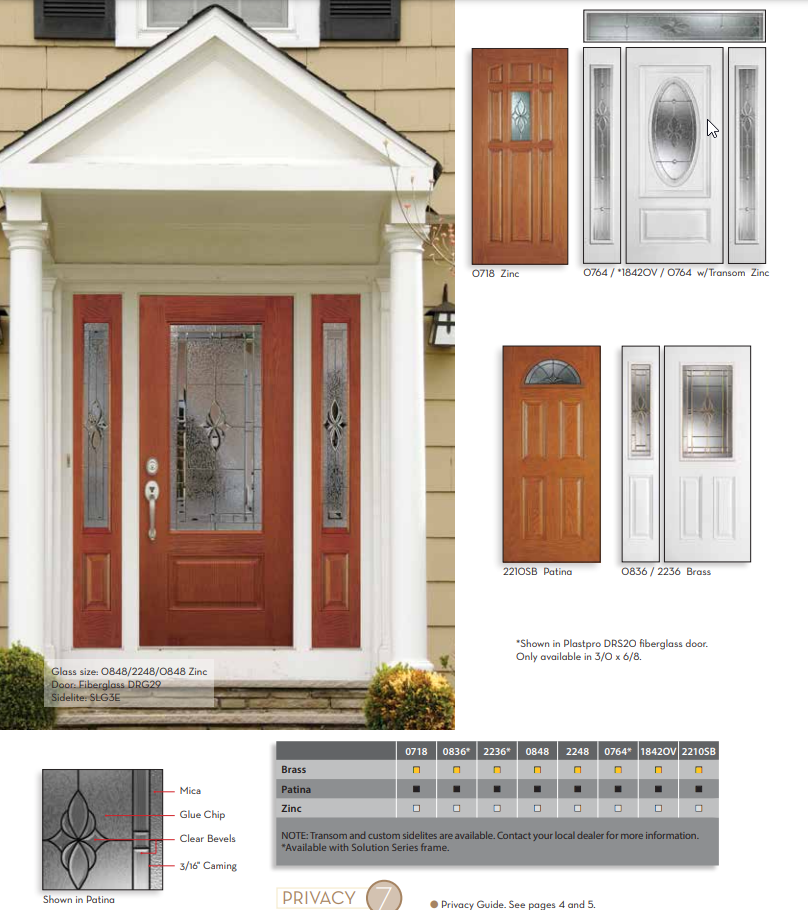 0718 Zinc
0764 / *1842OV / 0764 w/Transom Zinc
2210SB Patina
0836 / 2236 Brass
*Shown in Plastpro DRS20 fiberglass door.
Only available in 3/0 x 6/8.
Glass size: 0848/2248/0848 Zinc
Door: Fiberglass DRG29
Sidelite: SLG3E
0718 0836* 2236* 0848 2248 0764* 1842OV 2210SB
Brass
Patina
Zinc
NOTE: Transom and custom sidelites are available. Contact your local dealer for more information.
*Available with Solution Series frame.
Mica
Glue Chip
Clear Bevels
3/16" Caming
Shown in Patina
PRIVACY 7
Privacy Guide. See pages 4 and 5.